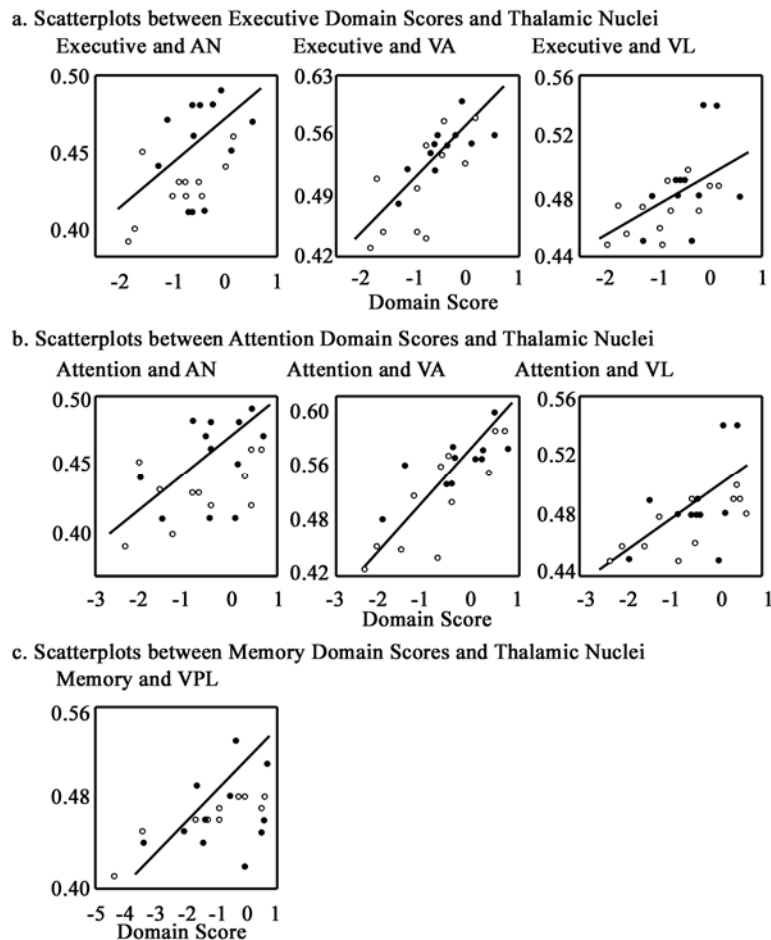 a. Scatterplots between Executive Domain Scores and Thalamic Nuclei
Executive and AN Executive and VA Executive and VL
0.50 0.63 0.56
0.45 0.56 0.52
0.49 0.48
0.40
0.42 0.44
-2 -1 0 1 -2 -1 0 1 -2 -1 0 1
Domain Score
b. Scatterplots between Attention Domain Scores and Thalamic Nuclei
Attention and AN Attention and VA Attention and VL
0.50 0.60 0.56
0.45 0.56 0.52
0.40 0.48 0.48
0.42 0.44
-3 -2 -1 0 1 -3 -2 -1 0 1 -3 -2 -1 0 1
Domain Score
c. Scatterplots between Memory Domain Scores and Thalamic Nuclei
Memory and VPL
0.56
0.48
0.40
-5 -4 -3 -2 -1 0 1
Domain Score